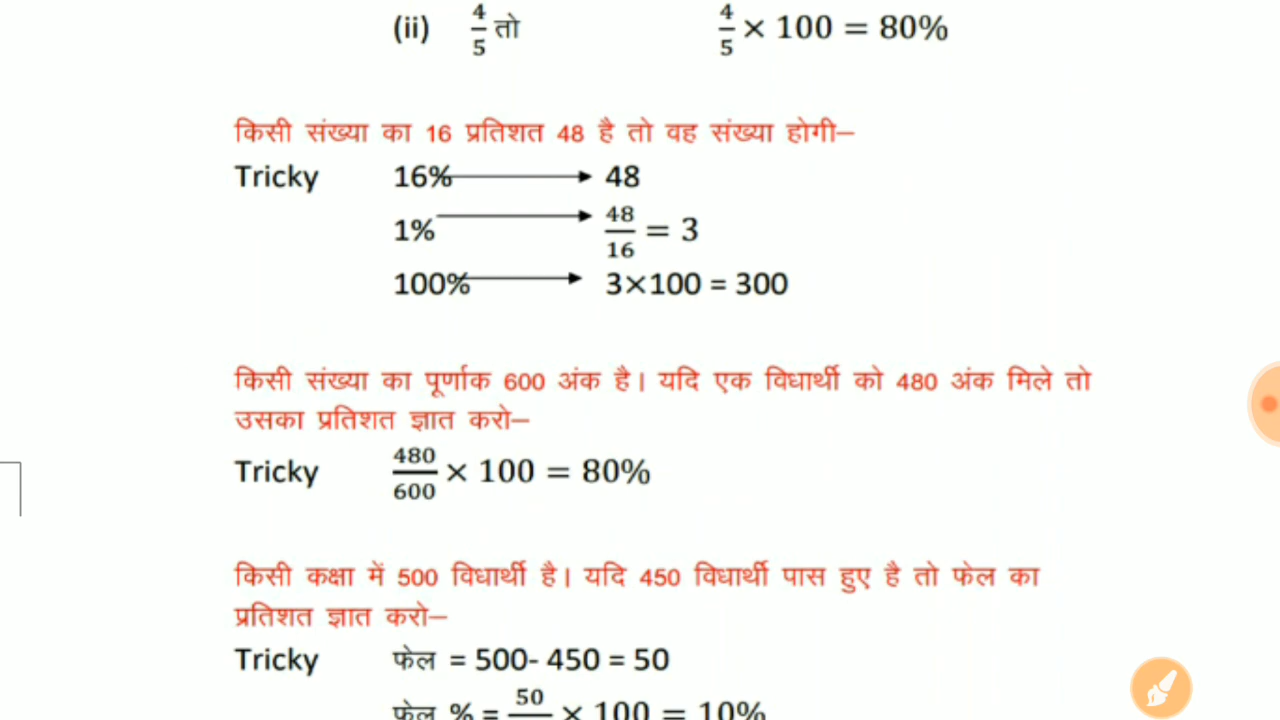 (ii) 4/5 तो 4/5 × 100 = 80%
किसी संख्या का 16 प्रतिशत 48 है तो वह संख्या होगी–
Tricky 16% → 48
1% → 48/16 = 3
100% → 3×100 = 300
किसी संख्या का पूर्णाक 600 अंक है। यदि एक विधार्थी को 480 अंक मिले तो
उसका प्रतिशत ज्ञात करो–
Tricky 480/600 × 100 = 80%
किसी कक्षा में 500 विधार्थी है। यदि 450 विधार्थी पास हुए है तो फेल का
प्रतिशत ज्ञात करो–
Tricky फेल = 500- 450 = 50
फेल % = 50/ × 100 = 10%